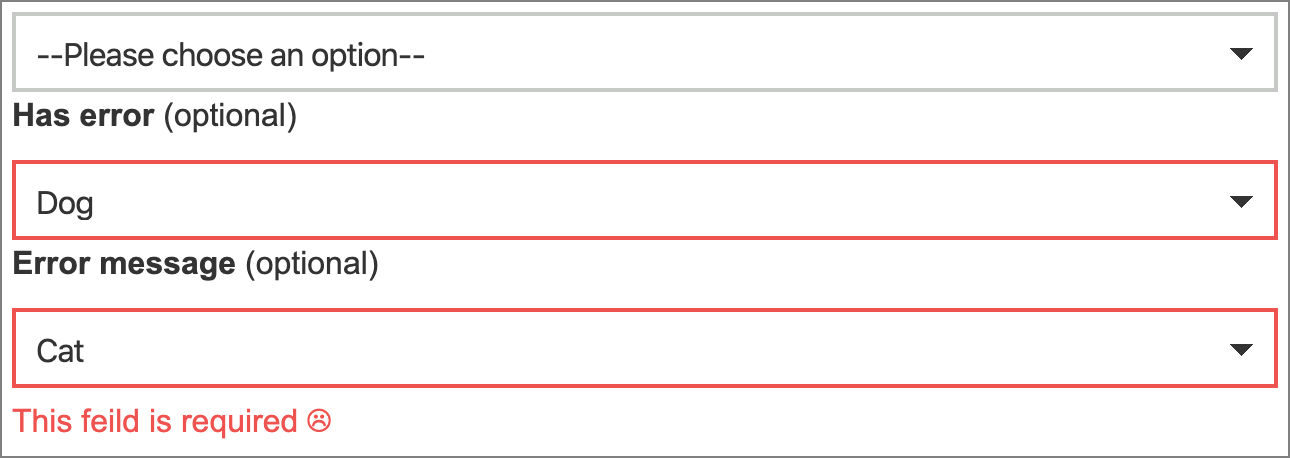 --Please choose an option--
Has error (optional)
Dog
Error message (optional)
Cat
This feild is required ☹